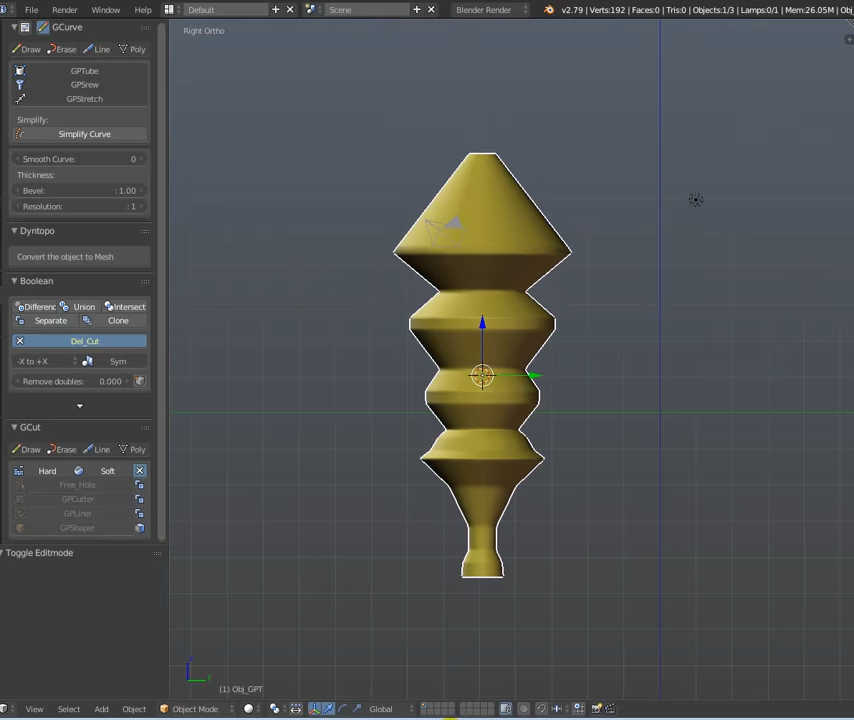 File Render Window Help Default Scene Blender Render v2.79 | Verts:192 | Faces:0 | Tris:0 | Objects:1/3 | Lamps:0/1 | Mem:26.05M | Obj
GCurve
Right Ortho
Draw Erase Line Poly
GPTube
GPSrew
GPStretch
Simplify:
Simplify Curve
Smooth Curve: 0
Thickness:
Bevel: : 1.00
Resolution: : 1
Dyntopo
Convert the object to Mesh
Boolean
Differenc Union Intersect
Separate Clone
Del_Cut
-X to +X Sym
Remove doubles: 0.000
GCut
Draw Erase Line Poly
Hard Soft
Free_Hole
GPCutter
GPLiner
GPShaper
Toggle Editmode
z
y
(1) Obj_GPT
View Select Add Object Object Mode Global